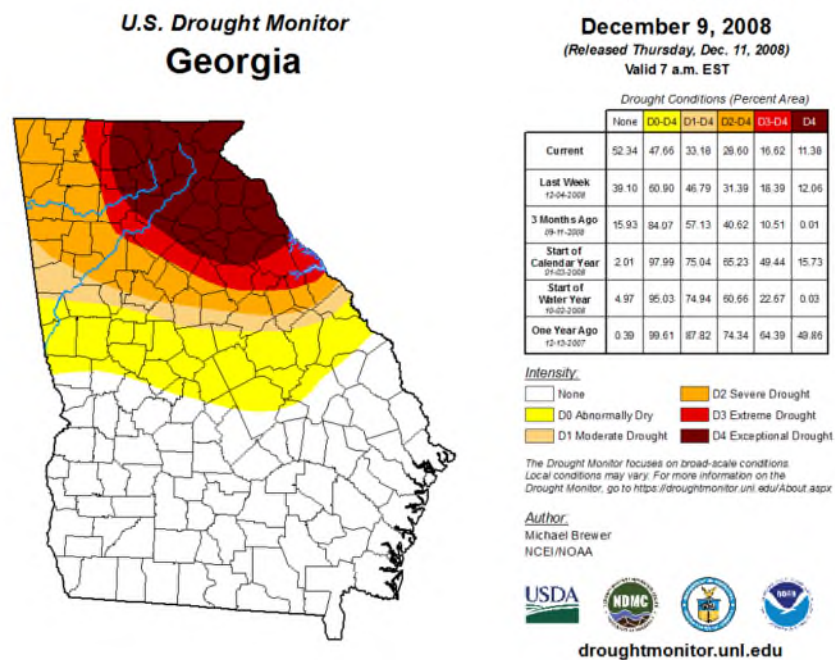 U.S. Drought Monitor
Georgia
December 9, 2008
(Released Thursday, Dec. 11, 2008)
Valid 7 a.m. EST
Drought Conditions (Percent Area)
None D0-D4 D1-D4 D2-D4 D3-D4 D4
Current 52.34 47.66 33.18 28.60 16.62 11.38
Last Week 39.10 60.90 46.79 31.39 18.39 12.06
12-04-2008
3 Months Ago 15.93 84.07 57.13 40.62 10.51 0.01
09-11-2008
Start of
Calendar Year 2.01 97.99 75.04 65.23 49.44 15.73
01-03-2008
Start of
Water Year 4.97 95.03 74.94 60.66 22.67 0.03
10-02-2008
One Year Ago 0.39 99.61 87.82 74.34 64.39 49.86
12-13-2007
Intensity:
None
D0 Abnormally Dry
D1 Moderate Drought
D2 Severe Drought
D3 Extreme Drought
D4 Exceptional Drought
The Drought Monitor focuses on broad-scale conditions.
Local conditions may vary. For more information on the
Drought Monitor, go to https://droughtmonitor.unl.edu/About.aspx
Author:
Michael Brewer
NCEI/NOAA
USDA
NDMC
NOAA
droughtmonitor.unl.edu